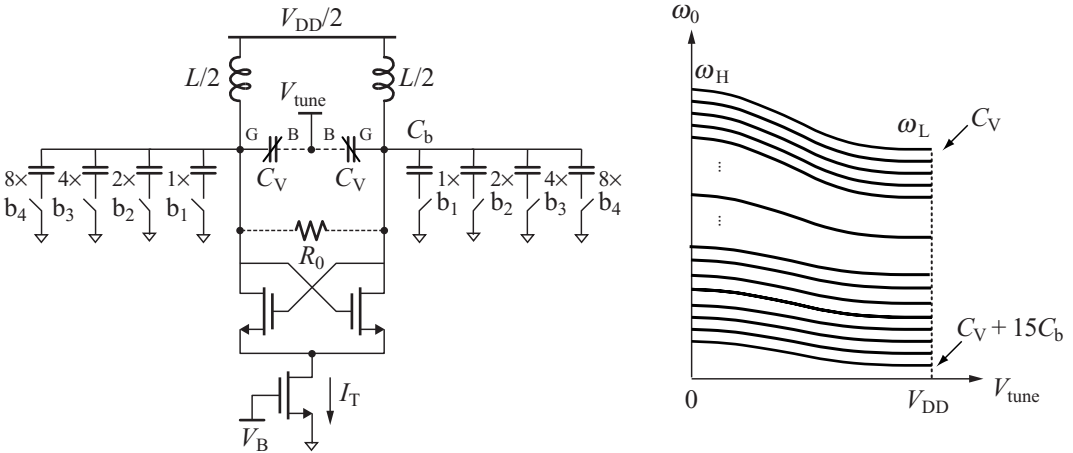 V_DD/2
L/2 L/2
V_tune
G B B G C_b
C_V C_V
8× 4× 2× 1× 1× 2× 4× 8×
b_4 b_3 b_2 b_1 b_1 b_2 b_3 b_4
R_0
I_T
V_B
ω_0
ω_H
ω_L
C_V
⋮
⋮
C_V + 15C_b
0 V_DD V_tune